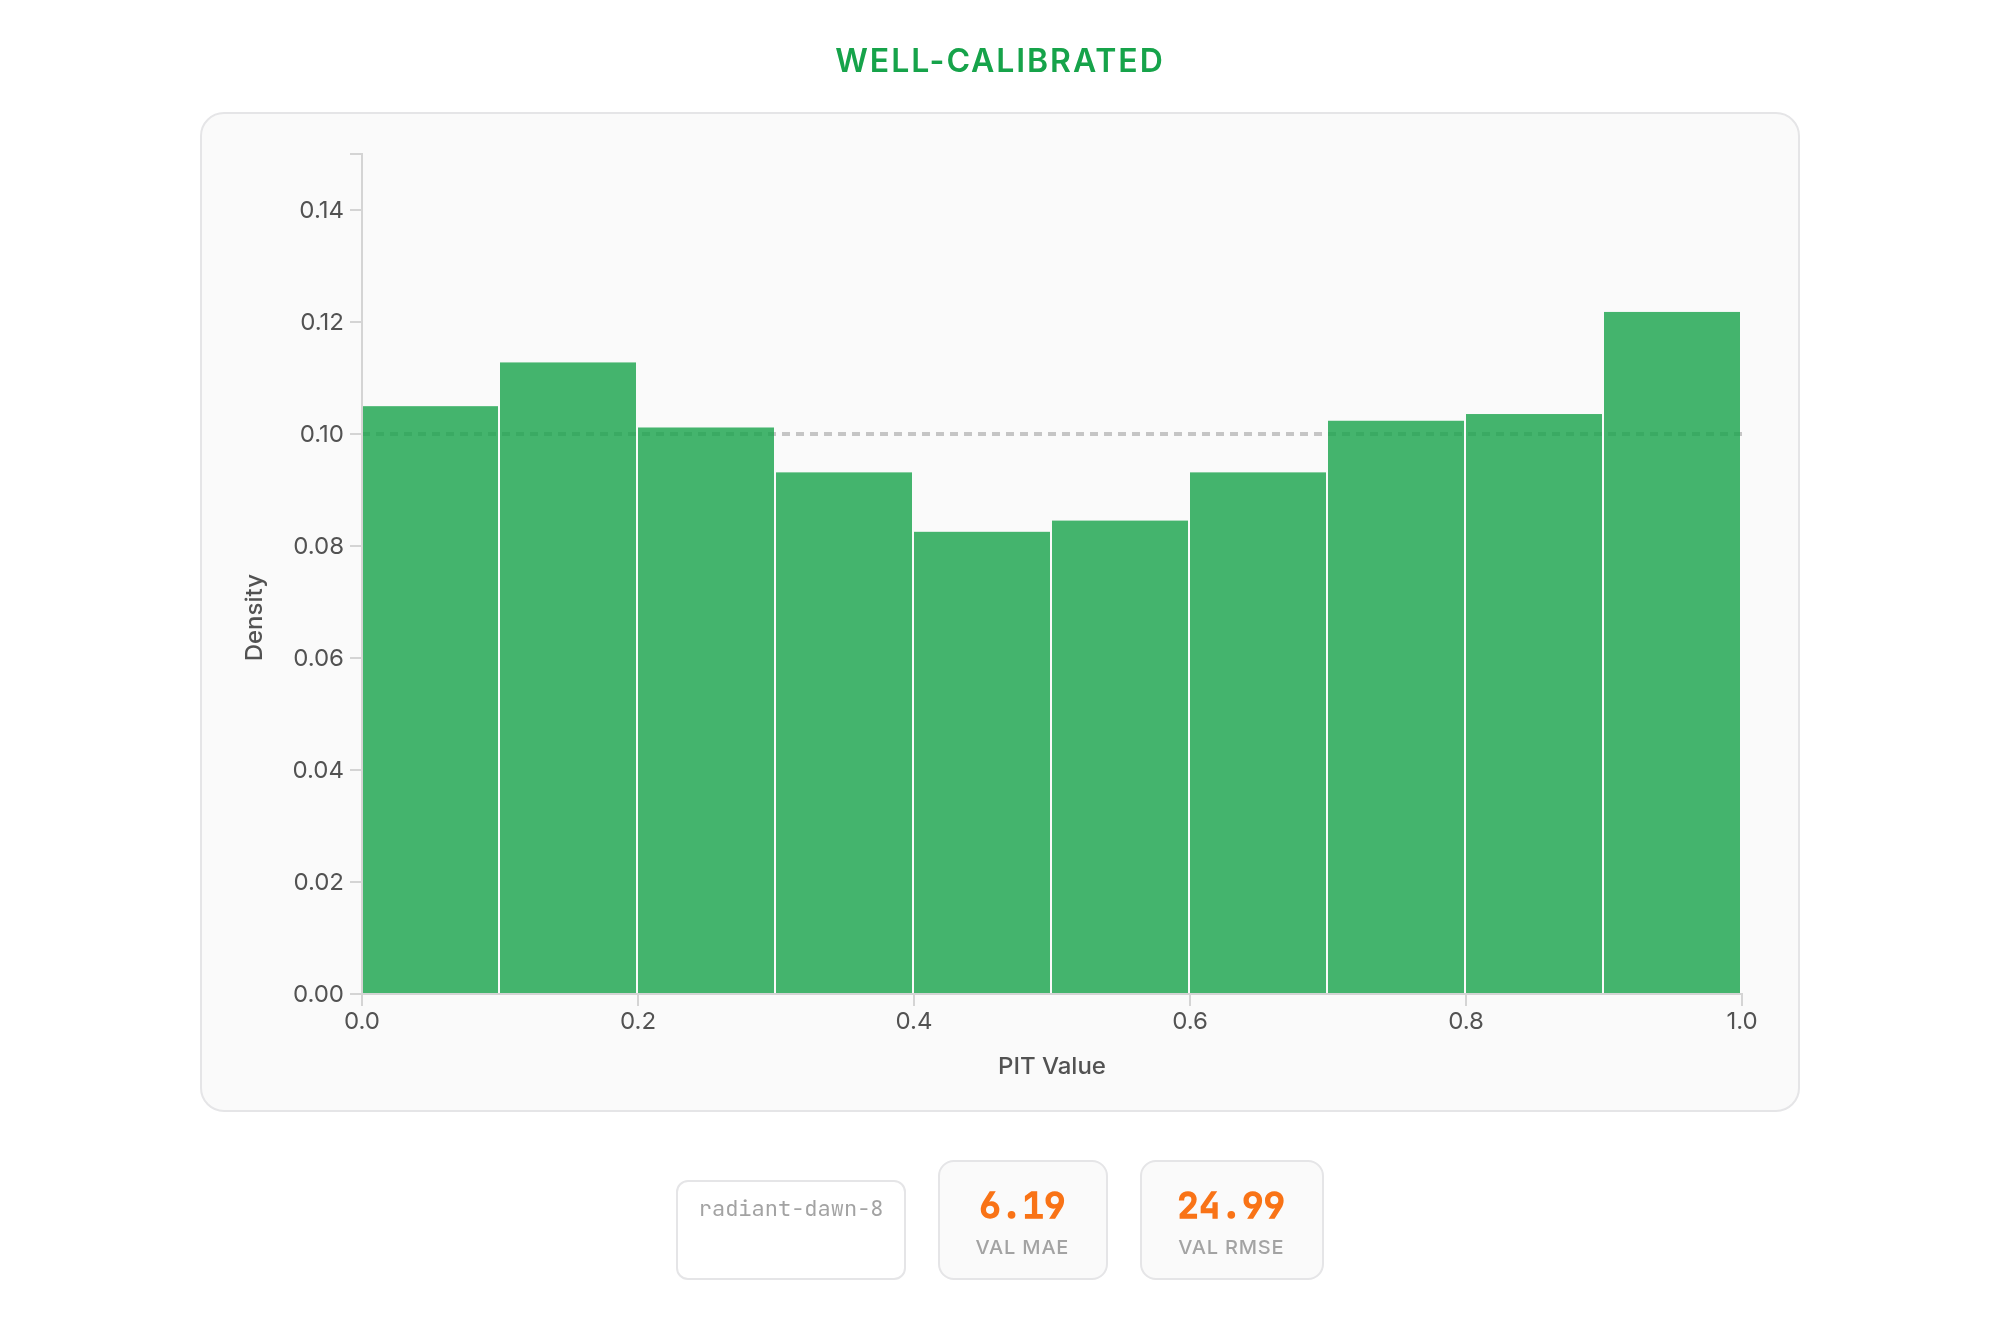 WELL-CALIBRATED
0.14
0.12
0.10
0.08
0.06
0.04
0.02
0.00
Density
0.0 0.2 0.4 0.6 0.8 1.0
PIT Value
radiant-dawn-8
6.19
VAL MAE
24.99
VAL RMSE